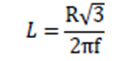 L = R√3 / 2πf